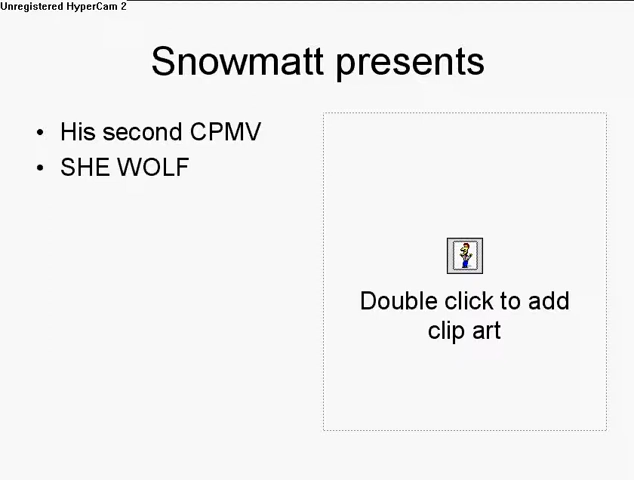 Unregistered HyperCam 2
Snowmatt presents
• His second CPMV
• SHE WOLF
Double click to add
clip art